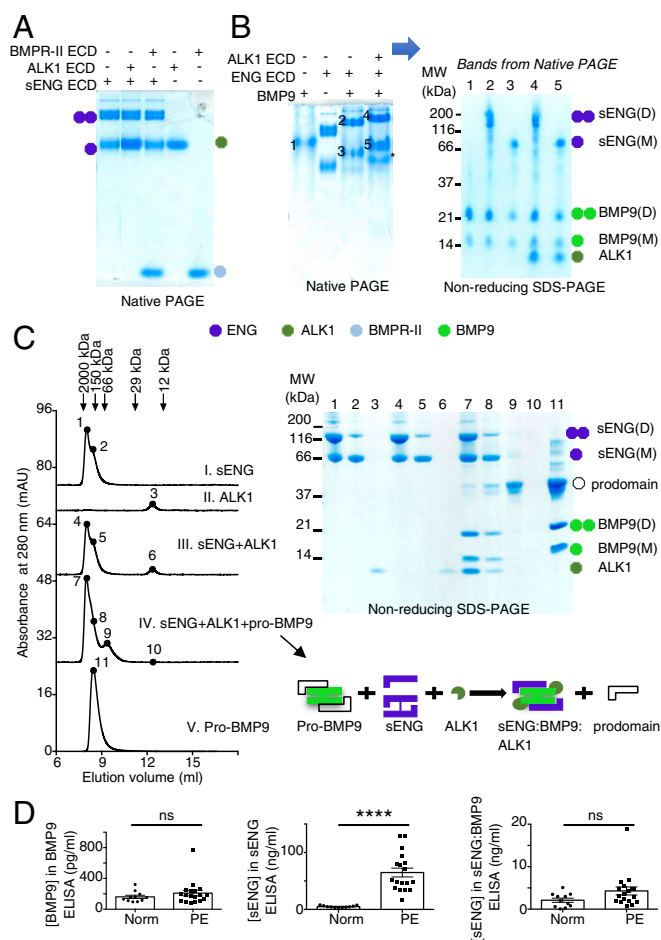 A
BMPR-II ECD - - + - +
ALK1 ECD - + - + -
sENG ECD + + + - -
Native PAGE
B
ALK1 ECD - - - +
ENG ECD - + + +
BMP9 + - + +
1
2
3
4
5
*
Native PAGE
Bands from Native PAGE
MW
(kDa)
1 2 3 4 5
200
116
66
37
21
14
sENG(D)
sENG(M)
BMP9(D)
BMP9(M)
ALK1
Non-reducing SDS-PAGE
ENG
ALK1
BMPR-II
BMP9
C
2000 kDa
150 kDa
66 kDa
29 kDa
12 kDa
Absorbance at 280 nm (mAU)
96
80
64
48
32
16
0
1
2
I. sENG
3
II. ALK1
4
5
6
III. sENG+ALK1
7
8
9
10
IV. sENG+ALK1+pro-BMP9
11
V. Pro-BMP9
6 9 12 15 18
Elution volume (ml)
MW
(kDa)
1 2 3 4 5 6 7 8 9 10 11
200
116
66
37
21
14
sENG(D)
sENG(M)
prodomain
BMP9(D)
BMP9(M)
ALK1
Non-reducing SDS-PAGE
Pro-BMP9
+
sENG
+
ALK1
sENG:BMP9:
ALK1
+
prodomain
D
[BMP9] in BMP9
ELISA (pg/ml)
600
400
200
0
ns
Norm PE
[sENG] in sENG
ELISA (ng/ml)
100
0
****
Norm PE
[sENG] in sENG:BMP9
ELISA (ng/ml)
20
10
0
ns
Norm PE